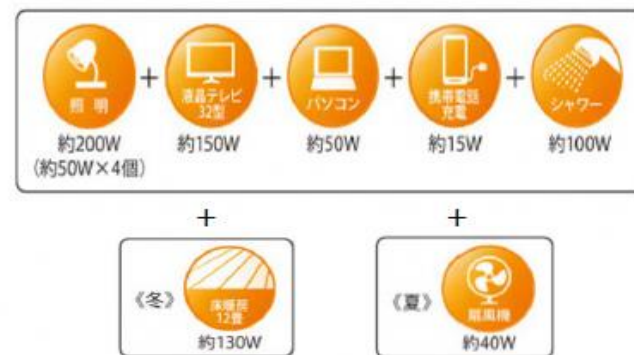 照明 + 液晶テレビ 32型 + パソコン + 携帯電話 充電 + シャワー
約200W 約150W 約50W 約15W 約100W
(約50W×4個)
+ +
《冬》 床暖房 12畳 《夏》 扇風機
約130W 約40W